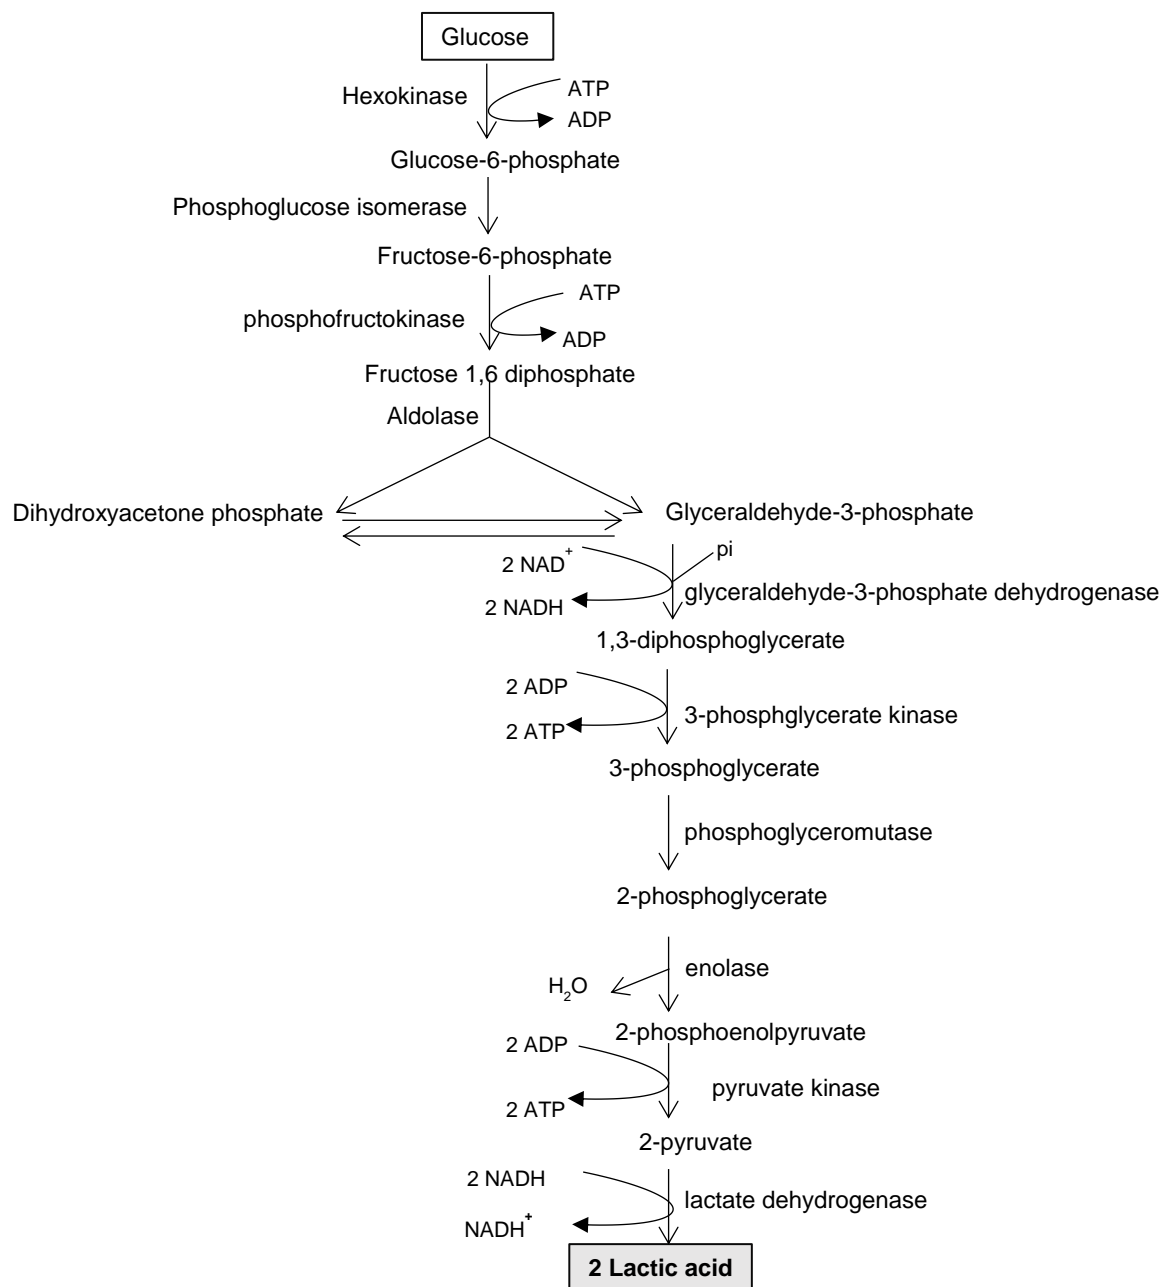 Glucose
ATP
Hexokinase
ADP
Glucose-6-phosphate
Phosphoglucose isomerase
Fructose-6-phosphate
ATP
phosphofructokinase
ADP
Fructose 1,6 diphosphate
Aldolase
Dihydroxyacetone phosphate
Glyceraldehyde-3-phosphate
pi
2 NAD⁺
glyceraldehyde-3-phosphate dehydrogenase
2 NADH
1,3-diphosphoglycerate
2 ADP
3-phosphglycerate kinase
2 ATP
3-phosphoglycerate
phosphoglyceromutase
2-phosphoglycerate
enolase
H₂O
2-phosphoenolpyruvate
2 ADP
pyruvate kinase
2 ATP
2-pyruvate
2 NADH
lactate dehydrogenase
NADH⁺
2 Lactic acid